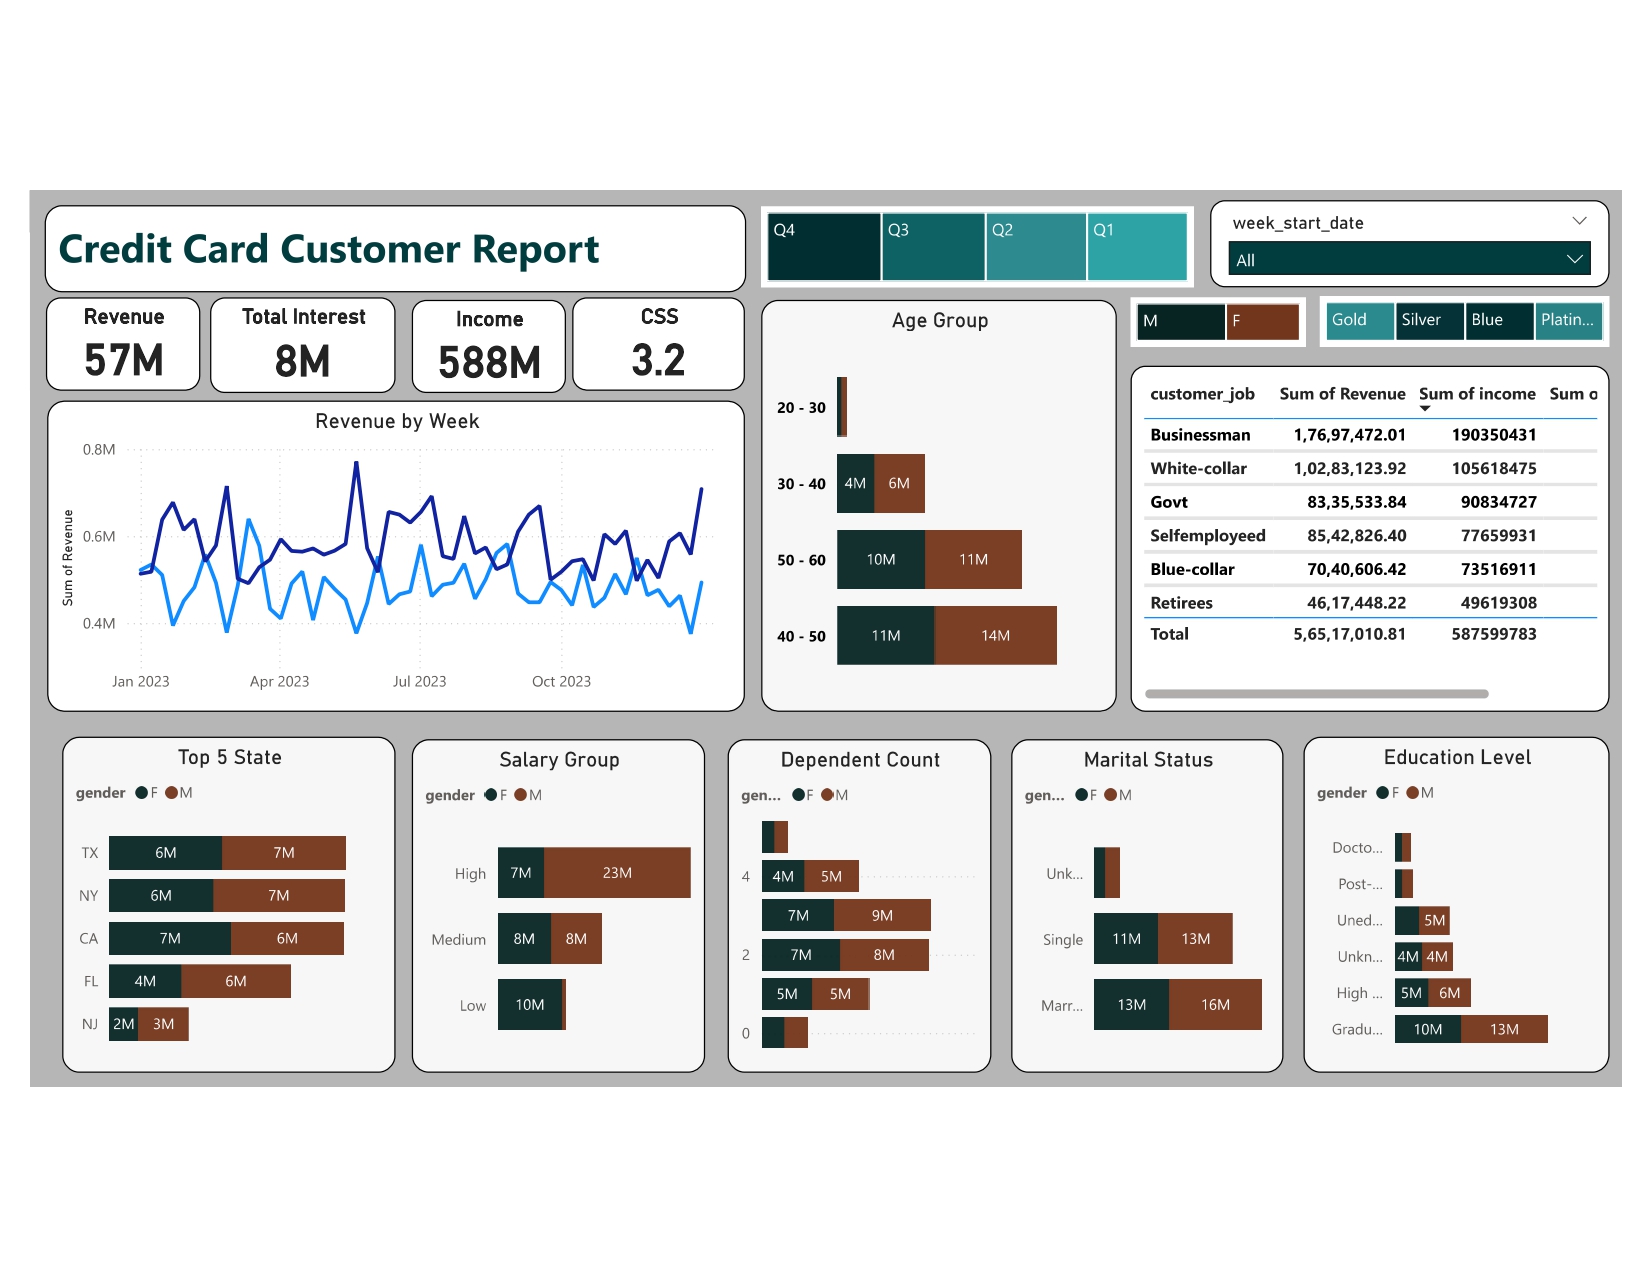 Credit Card Customer Report
Q4 Q3 Q2 Q1
week_start_date
All
Revenue
57M
Total Interest
8M
Income
588M
CSS
3.2
M F
Gold Silver Blue Platin...
Revenue by Week
Sum of Revenue
0.8M
0.6M
0.4M
Jan 2023 Apr 2023 Jul 2023 Oct 2023
Age Group
20 - 30
30 - 40 4M 6M
50 - 60 10M 11M
40 - 50 11M 14M
customer_job Sum of Revenue Sum of income Sum o
Businessman 1,76,97,472.01 190350431
White-collar 1,02,83,123.92 105618475
Govt 83,35,533.84 90834727
Selfemployeed 85,42,826.40 77659931
Blue-collar 70,40,606.42 73516911
Retirees 46,17,448.22 49619308
Total 5,65,17,010.81 587599783
Top 5 State
gender F M
TX 6M 7M
NY 6M 7M
CA 7M 6M
FL 4M 6M
NJ 2M 3M
Salary Group
gender F M
High 7M 23M
Medium 8M 8M
Low 10M
Dependent Count
gen... F M
4 4M 5M
7M 9M
2 7M 8M
5M 5M
0
Marital Status
gen... F M
Unk...
Single 11M 13M
Marr... 13M 16M
Education Level
gender F M
Docto...
Post-...
Uned... 5M
Unkn... 4M 4M
High ... 5M 6M
Gradu... 10M 13M